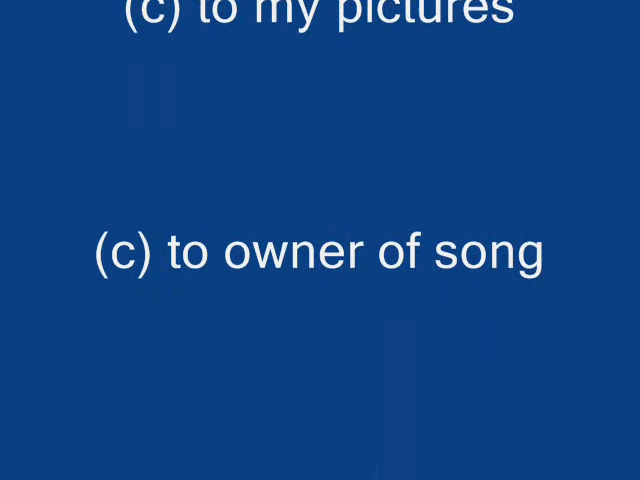 (c) to my pictures
(c) to owner of song